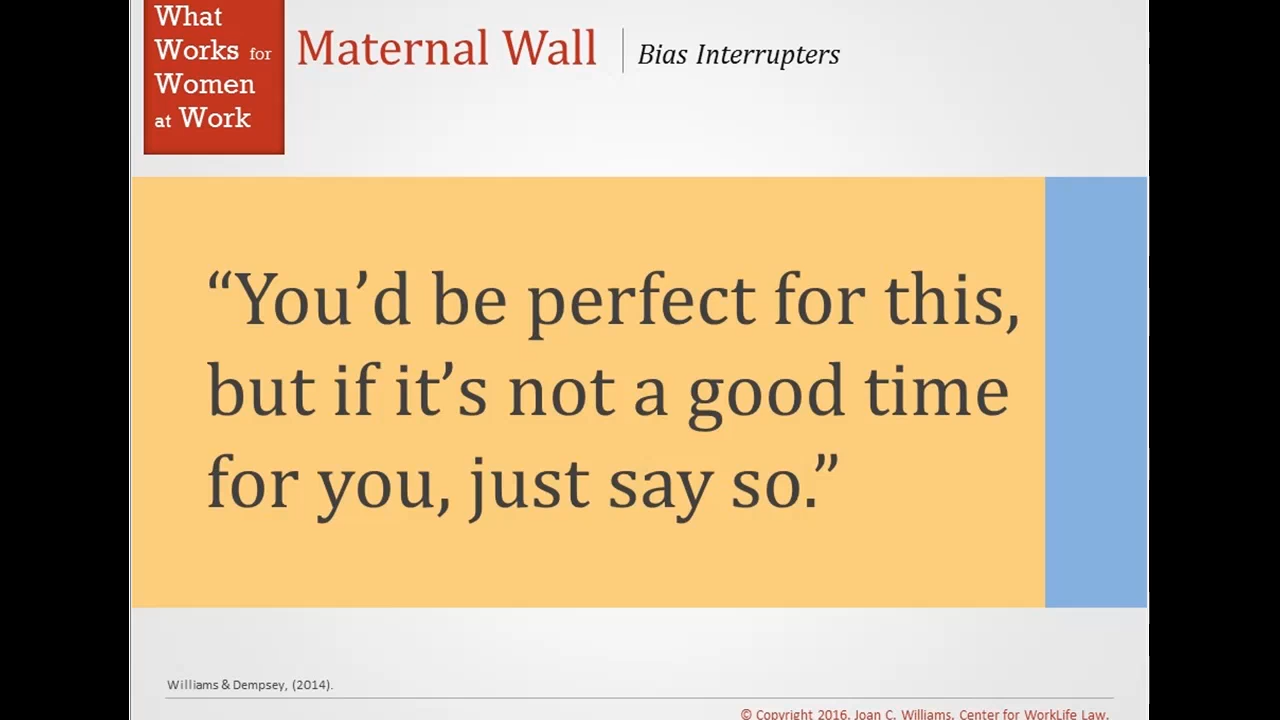 What
Works for
Women
at Work
Maternal Wall
Bias Interrupters
“You’d be perfect for this,
but if it’s not a good time
for you, just say so.”
Williams & Dempsey, (2014).
© Copyright 2016. Joan C. Williams. Center for WorkLife Law.